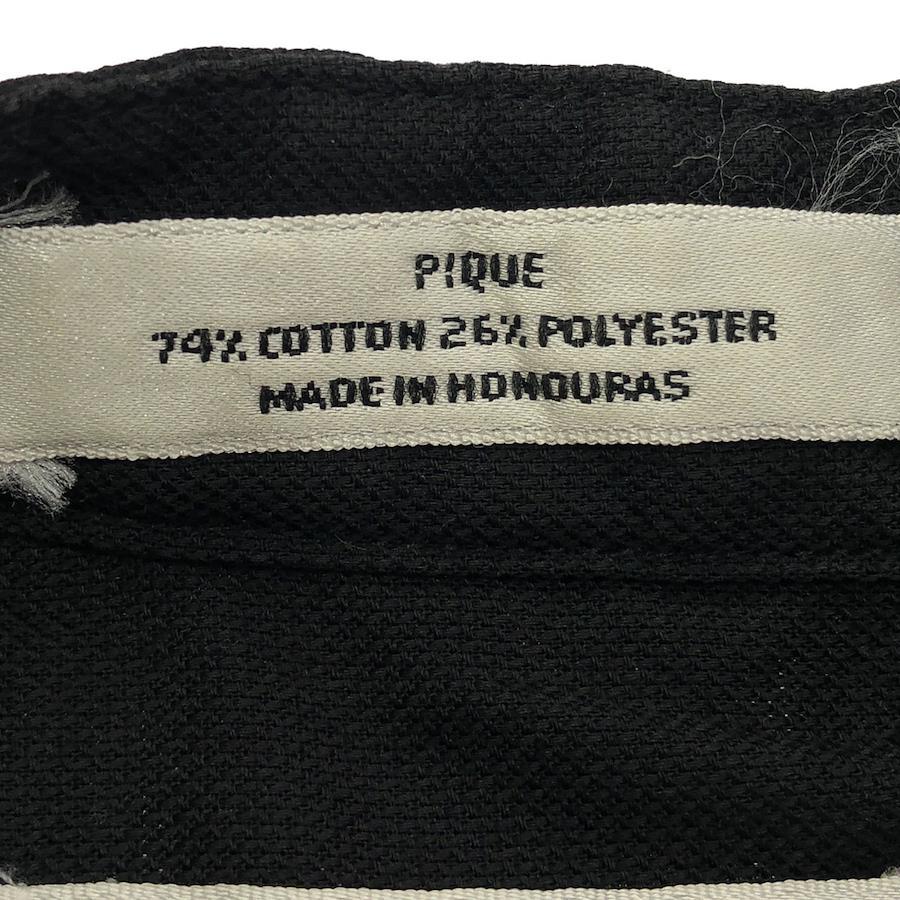 PIQUE
74% COTTON 26% POLYESTER
MADE IN HONDURAS